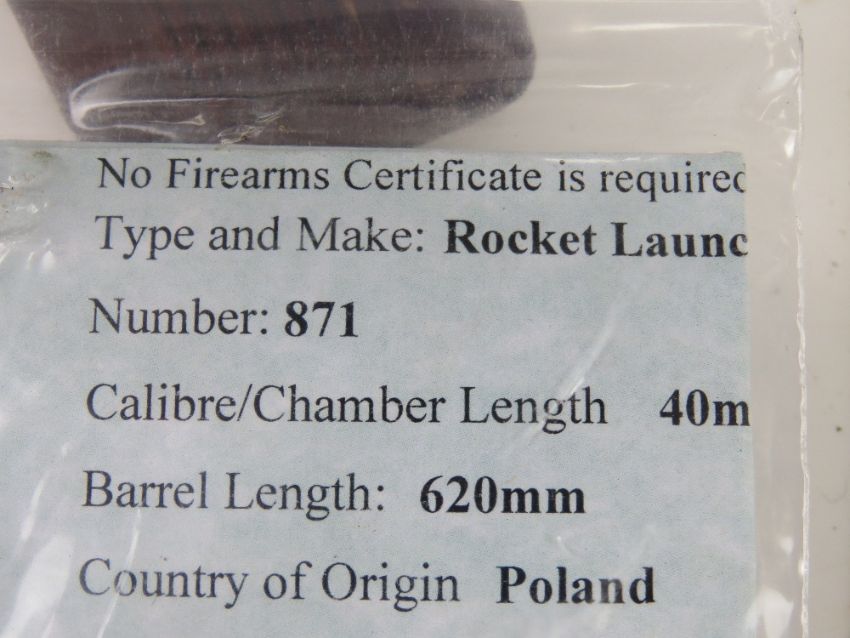 No Firearms Certificate is required
Type and Make: Rocket Launc
Number: 871
Calibre/Chamber Length 40m
Barrel Length: 620mm
Country of Origin Poland